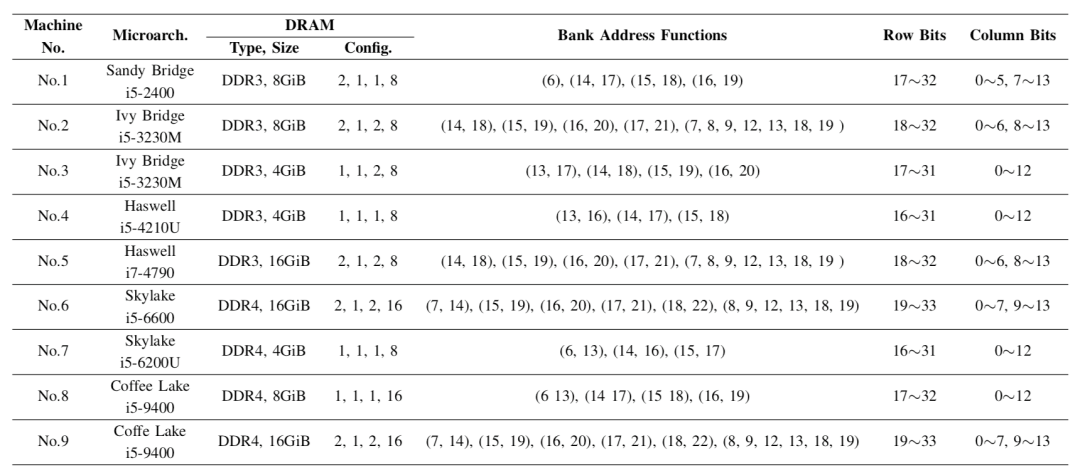 Machine No. Microarch. DRAM Bank Address Functions Row Bits Column Bits
Type, Size Config.
No.1 Sandy Bridge i5-2400 DDR3, 8GiB 2, 1, 1, 8 (6), (14, 17), (15, 18), (16, 19) 17∼32 0∼5, 7∼13
No.2 Ivy Bridge i5-3230M DDR3, 8GiB 2, 1, 2, 8 (14, 18), (15, 19), (16, 20), (17, 21), (7, 8, 9, 12, 13, 18, 19 ) 18∼32 0∼6, 8∼13
No.3 Ivy Bridge i5-3230M DDR3, 4GiB 1, 1, 2, 8 (13, 17), (14, 18), (15, 19), (16, 20) 17∼31 0∼12
No.4 Haswell i5-4210U DDR3, 4GiB 1, 1, 1, 8 (13, 16), (14, 17), (15, 18) 16∼31 0∼12
No.5 Haswell i7-4790 DDR3, 16GiB 2, 1, 2, 8 (14, 18), (15, 19), (16, 20), (17, 21), (7, 8, 9, 12, 13, 18, 19 ) 18∼32 0∼6, 8∼13
No.6 Skylake i5-6600 DDR4, 16GiB 2, 1, 2, 16 (7, 14), (15, 19), (16, 20), (17, 21), (18, 22), (8, 9, 12, 13, 18, 19) 19∼33 0∼7, 9∼13
No.7 Skylake i5-6200U DDR4, 4GiB 1, 1, 1, 8 (6, 13), (14, 16), (15, 17) 16∼31 0∼12
No.8 Coffee Lake i5-9400 DDR4, 8GiB 1, 1, 1, 16 (6 13), (14 17), (15 18), (16, 19) 17∼32 0∼12
No.9 Coffe Lake i5-9400 DDR4, 16GiB 2, 1, 2, 16 (7, 14), (15, 19), (16, 20), (17, 21), (18, 22), (8, 9, 12, 13, 18, 19) 19∼33 0∼7, 9∼13